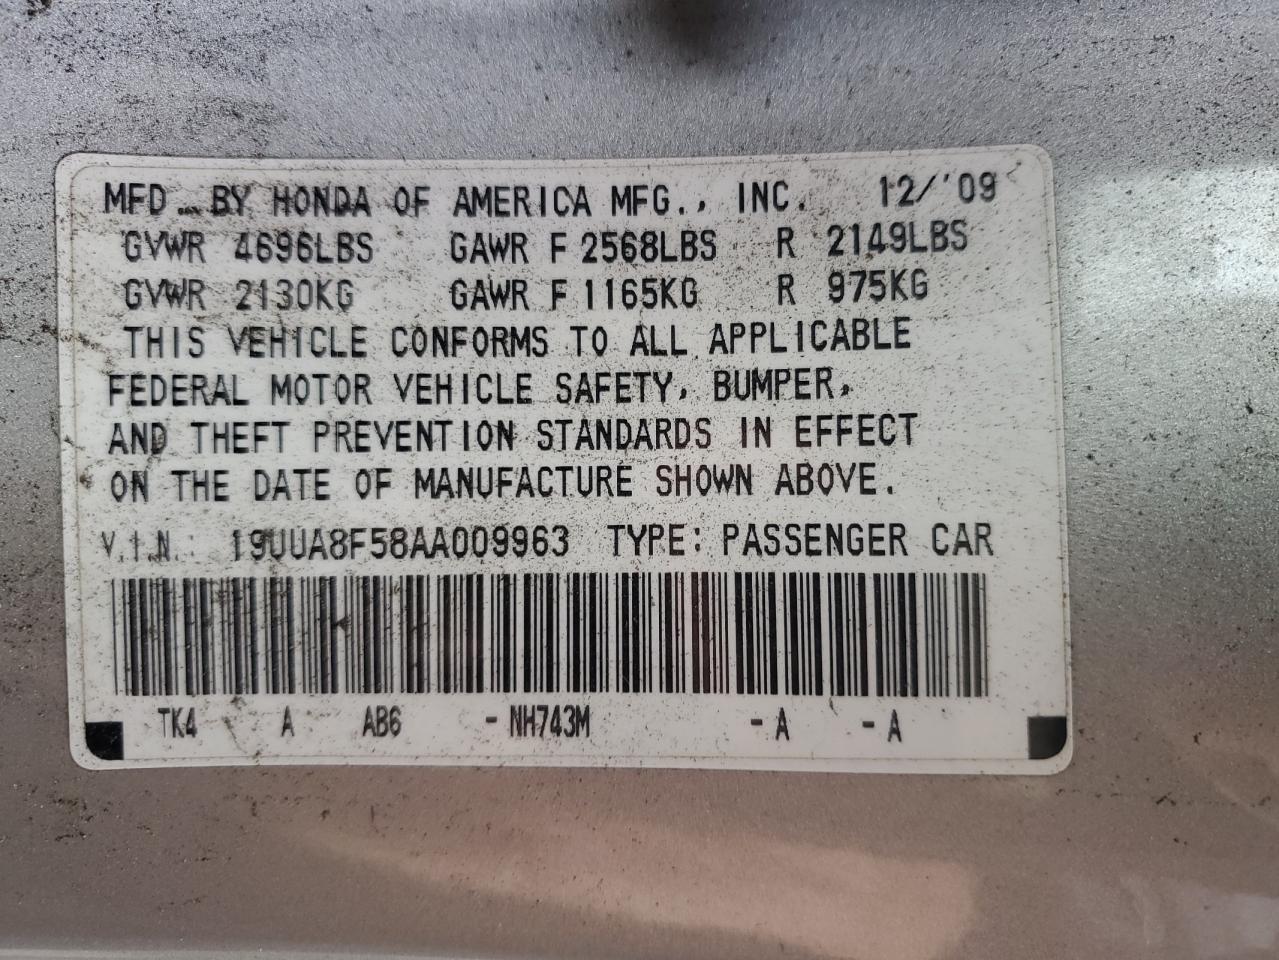 MFD. BY HONDA OF AMERICA MFG., INC. 12/'09
GVWR 4696LBS GAWR F 2568LBS R 2149LBS
GVWR 2130KG GAWR F 1165KG R 975KG
THIS VEHICLE CONFORMS TO ALL APPLICABLE
FEDERAL MOTOR VEHICLE SAFETY, BUMPER,
AND THEFT PREVENTION STANDARDS IN EFFECT
ON THE DATE OF MANUFACTURE SHOWN ABOVE.
V.I.N.: 19UUA8F58AA009963 TYPE: PASSENGER CAR
TK4 A AB6 - NH743M - A - A